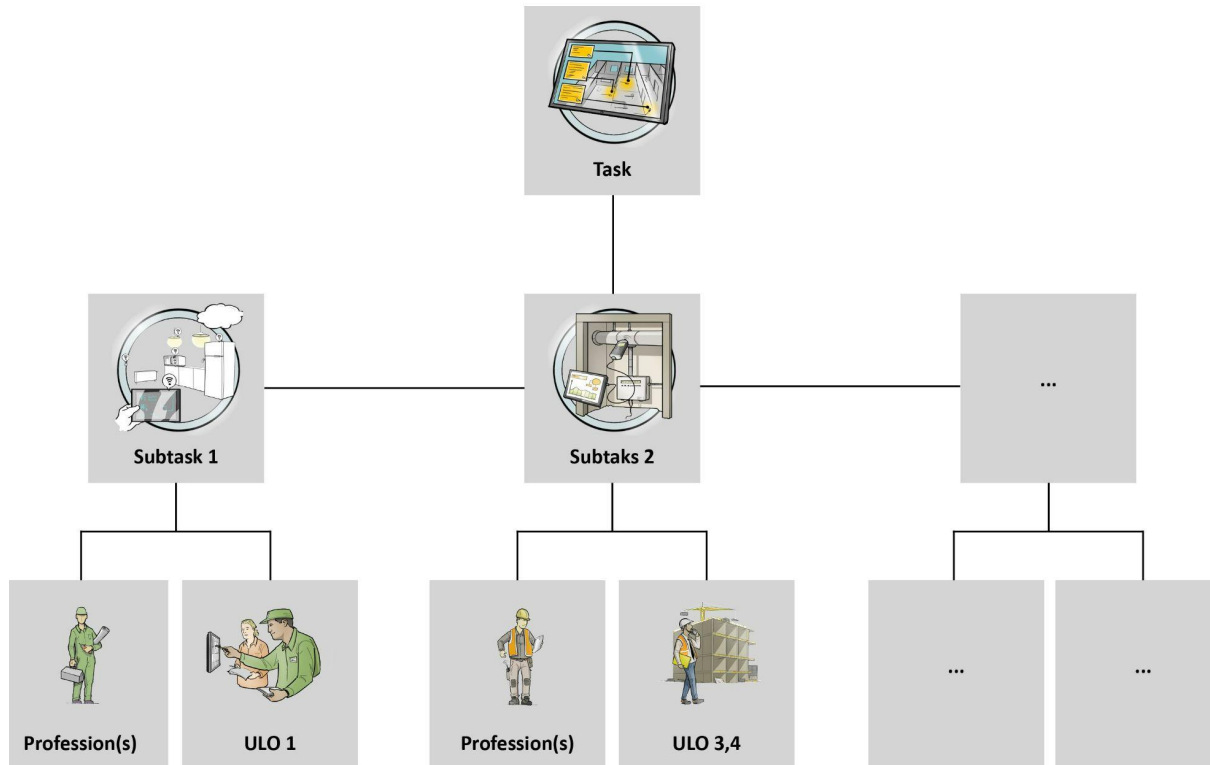 Task
Subtask 1
Subtaks 2
...
Profession(s)
ULO 1
Profession(s)
ULO 3,4
...
...